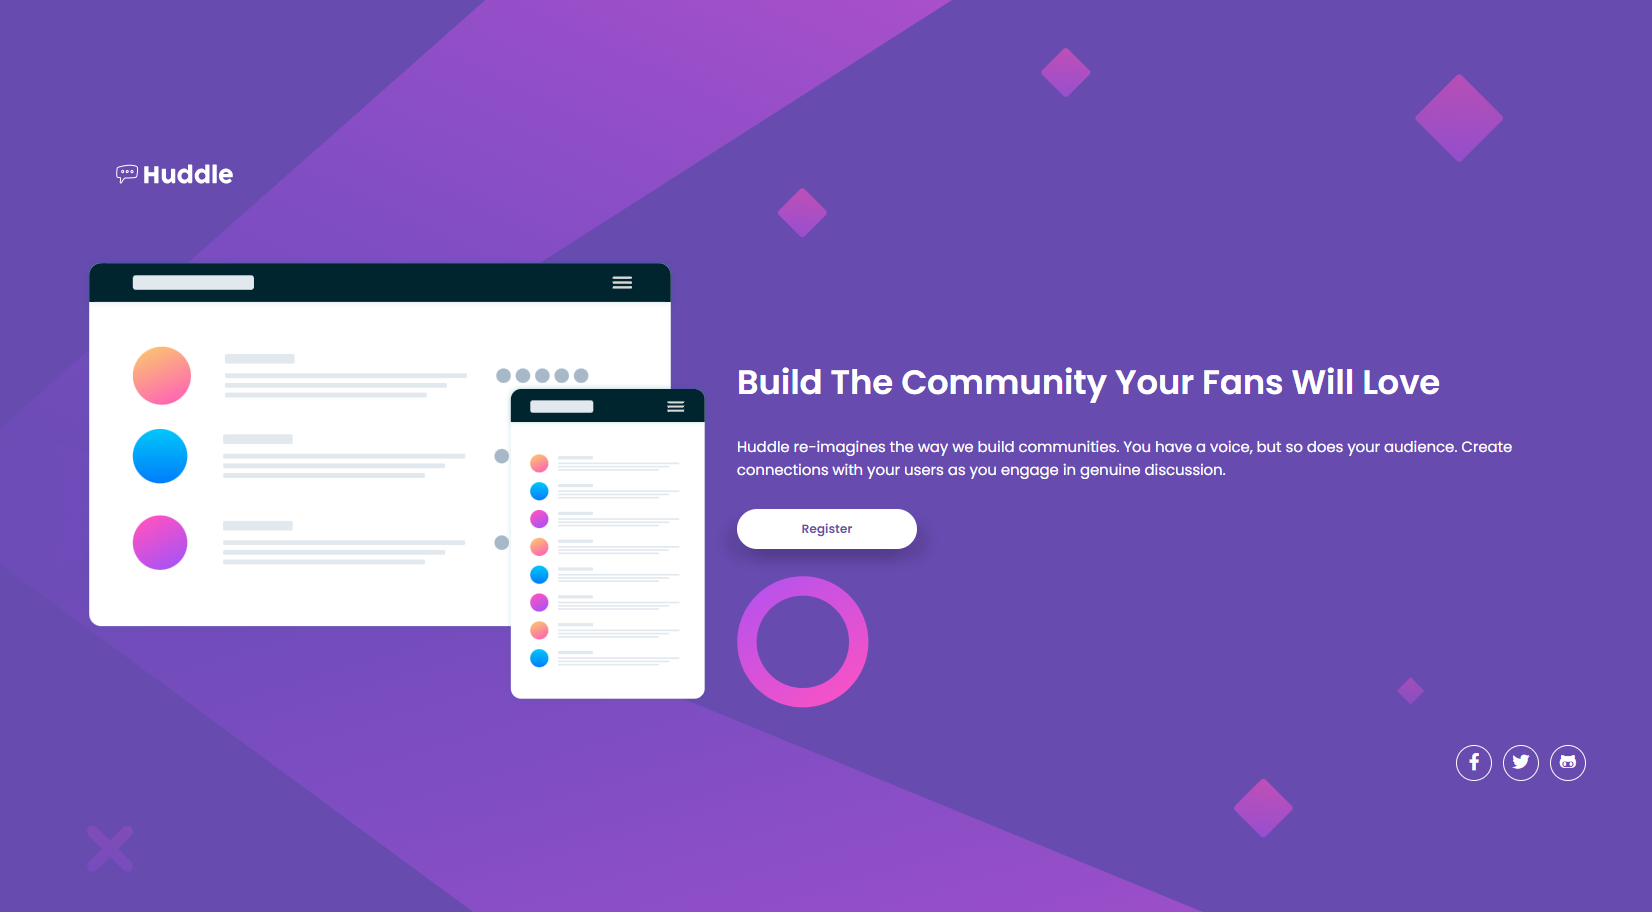 Huddle
Build The Community Your Fans Will Love
Huddle re-imagines the way we build communities. You have a voice, but so does your audience. Create
connections with your users as you engage in genuine discussion.
Register